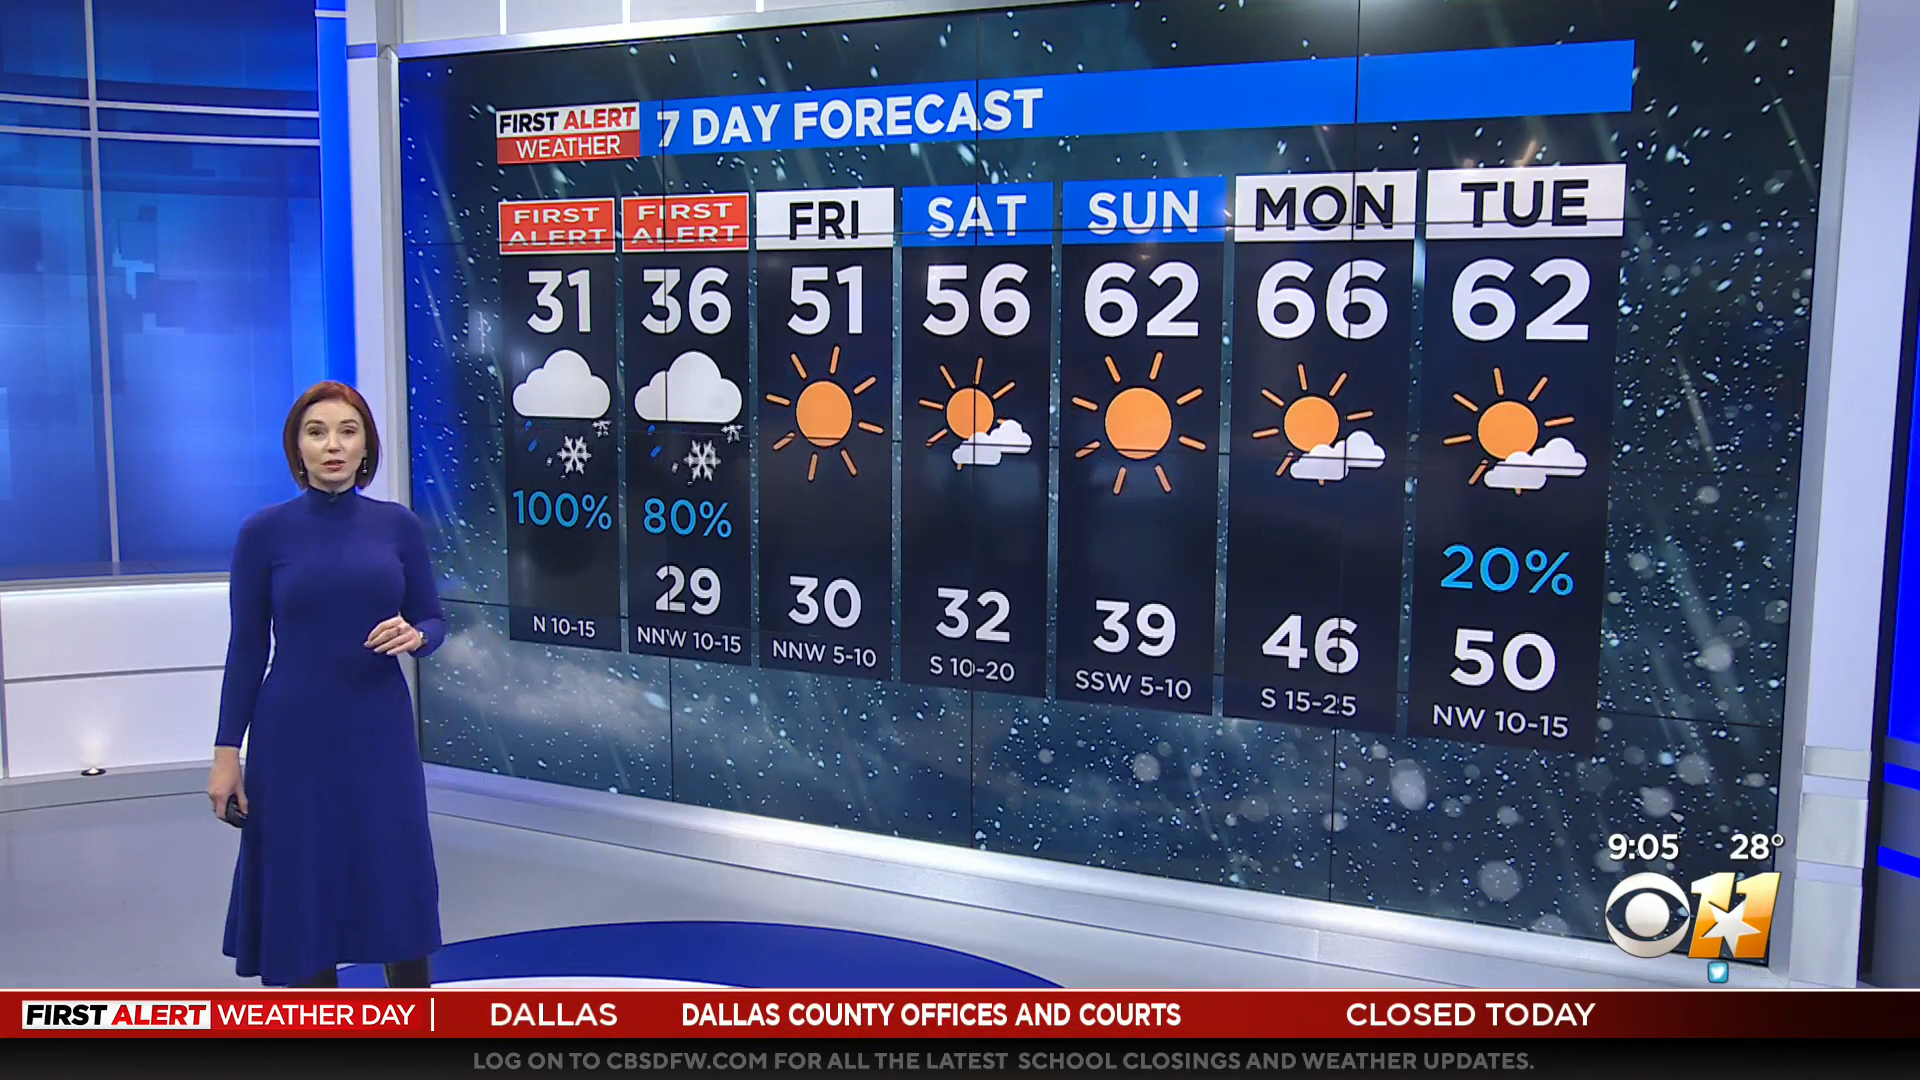 FIRST ALERT
WEATHER
7 DAY FORECAST
FIRST
ALERT
31
100%
N 10-15
FIRST
ALERT
36
80%
29
NNW 10-15
FRI
51
30
NNW 5-10
SAT
56
32
S 10-20
SUN
62
39
SSW 5-10
MON
66
46
S 15-25
TUE
62
20%
50
NW 10-15
9:05 28°
11
FIRST ALERT WEATHER DAY DALLAS DALLAS COUNTY OFFICES AND COURTS CLOSED TODAY
LOG ON TO CBSDFW.COM FOR ALL THE LATEST SCHOOL CLOSINGS AND WEATHER UPDATES.